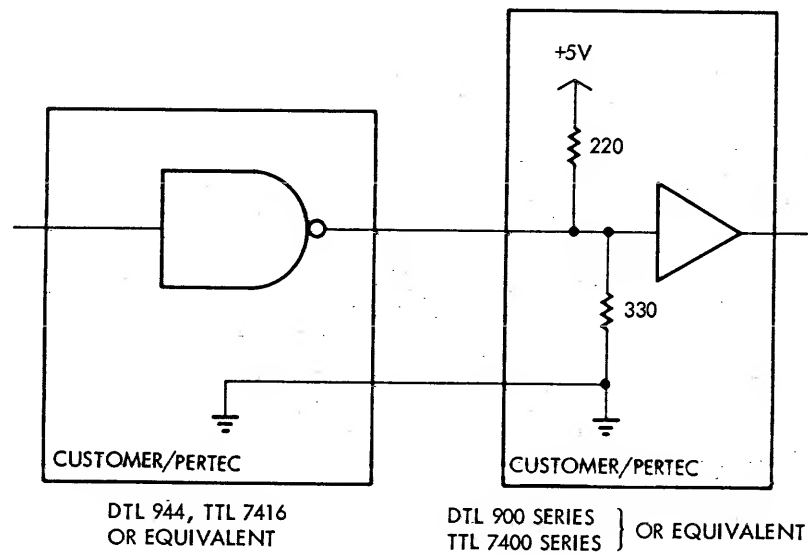 +5V
220
330
CUSTOMER/PERTEC
CUSTOMER/PERTEC
DTL 944, TTL 7416
OR EQUIVALENT
DTL 900 SERIES
TTL 7400 SERIES
OR EQUIVALENT